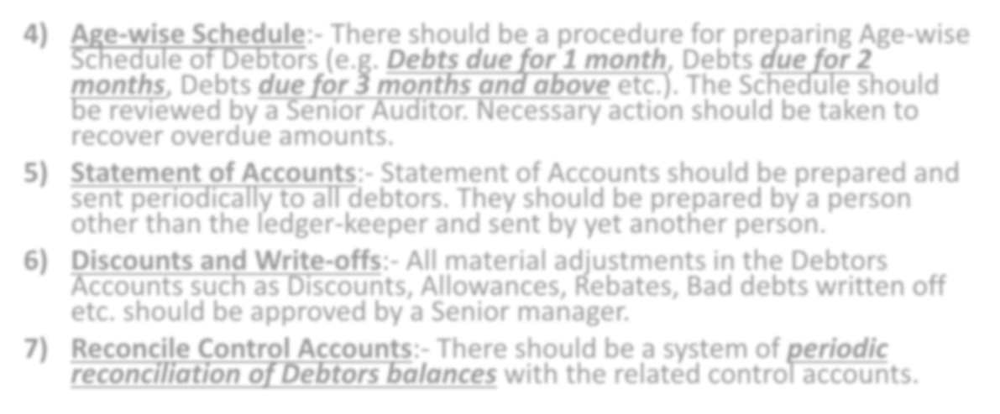 4) Age-wise Schedule:- There should be a procedure for preparing Age-wise
Schedule of Debtors (e.g. Debts due for 1 month, Debts due for 2
months, Debts due for 3 months and above etc.). The Schedule should
be reviewed by a Senior Auditor. Necessary action should be taken to
recover overdue amounts.
5) Statement of Accounts:- Statement of Accounts should be prepared and
sent periodically to all debtors. They should be prepared by a person
other than the ledger-keeper and sent by yet another person.
6) Discounts and Write-offs:- All material adjustments in the Debtors
Accounts such as Discounts, Allowances, Rebates, Bad debts written off
etc. should be approved by a Senior manager.
7) Reconcile Control Accounts:- There should be a system of periodic
reconciliation of Debtors balances with the related control accounts.